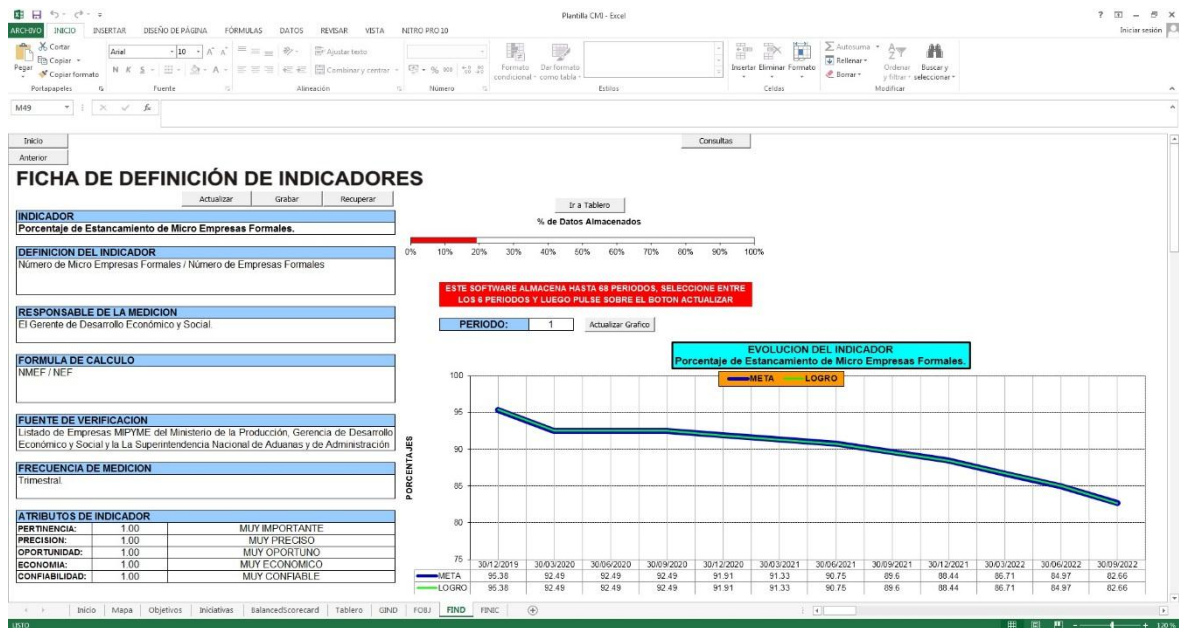 Plantilla CMI - Excel
Iniciar sesión
ARCHIVO INICIO INSERTAR DISEÑO DE PÁGINA FÓRMULAS DATOS REVISAR VISTA NITRO PRO 10
Pegar
Cortar
Copiar
Copiar formato
Portapapeles
Arial 10
N K S
Fuente
Ajustar texto
Combinar y centrar
Alineación
% 000
Número
Formato condicional
Dar formato como tabla
Estilos
Insertar Eliminar Formato
Celdas
Autosuma
Rellenar
Borrar
Ordenar y filtrar
Buscar y seleccionar
Modificar
M49
fx
Inicio
Anterior
Consultas
FICHA DE DEFINICIÓN DE INDICADORES
Actualizar Grabar Recuperar
INDICADOR
Porcentaje de Estancamiento de Micro Empresas Formales.
DEFINICION DEL INDICADOR
Número de Micro Empresas Formales / Número de Empresas Formales
RESPONSABLE DE LA MEDICION
El Gerente de Desarrollo Económico y Social.
FORMULA DE CALCULO
NMEF / NEF
FUENTE DE VERIFICACION
Listado de Empresas MIPYME del Ministerio de la Producción, Gerencia de Desarrollo
Económico y Social y la La Superintendencia Nacional de Aduanas y de Administración
FRECUENCIA DE MEDICION
Trimestral.
ATRIBUTOS DE INDICADOR
PERTINENCIA: 1.00 MUY IMPORTANTE
PRECISION: 1.00 MUY PRECISO
OPORTUNIDAD: 1.00 MUY OPORTUNO
ECONOMIA: 1.00 MUY ECONOMICO
CONFIABILIDAD: 1.00 MUY CONFIABLE
Ir a Tablero
% de Datos Almacenados
0% 10% 20% 30% 40% 50% 60% 70% 80% 90% 100%
ESTE SOFTWARE ALMACENA HASTA 68 PERIODOS, SELECCIONE ENTRE
LOS 6 PERIODOS Y LUEGO PULSE SOBRE EL BOTON ACTUALIZAR
PERIODO: 1 Actualizar Grafico
EVOLUCION DEL INDICADOR
Porcentaje de Estancamiento de Micro Empresas Formales.
META LOGRO
PORCENTAJES
100
95
90
85
80
75
30/12/2019 30/03/2020 30/06/2020 30/09/2020 30/12/2020 30/03/2021 30/06/2021 30/09/2021 30/12/2021 30/03/2022 30/06/2022 30/09/2022
META 95.38 92.49 92.49 92.49 91.91 91.33 90.75 89.6 88.44 86.71 84.97 82.66
LOGRO 95.38 92.49 92.49 92.49 91.91 91.33 90.75 89.6 88.44 86.71 84.97 82.66
Inicio Mapa Objetivos Iniciativas BalancedScorecard Tablero GIND FOBJ FIND FINIC
LISTO
120 %